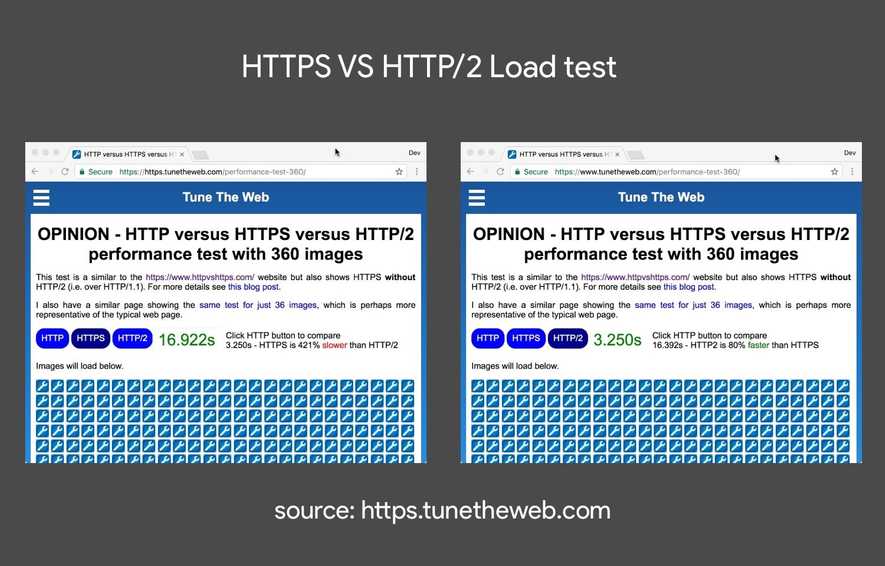 HTTPS VS HTTP/2 Load test
HTTP versus HTTPS versus HT
Dev
Secure https://https.tunetheweb.com/performance-test-360/
Tune The Web
OPINION - HTTP versus HTTPS versus HTTP/2
performance test with 360 images
This test is a similar to the https://www.httpvshttps.com/ website but also shows HTTPS without
HTTP/2 (i.e. over HTTP/1.1). For more details see this blog post.
I also have a similar page showing the same test for just 36 images, which is perhaps more
representative of the typical web page.
HTTP HTTPS HTTP/2 16.922s
Click HTTP button to compare
3.250s - HTTPS is 421% slower than HTTP/2
Images will load below.
HTTP versus HTTPS versus HT
Dev
Secure https://www.tunetheweb.com/performance-test-360/
Tune The Web
OPINION - HTTP versus HTTPS versus HTTP/2
performance test with 360 images
This test is a similar to the https://www.httpvshttps.com/ website but also shows HTTPS without
HTTP/2 (i.e. over HTTP/1.1). For more details see this blog post.
I also have a similar page showing the same test for just 36 images, which is perhaps more
representative of the typical web page.
HTTP HTTPS HTTP/2 3.250s
Click HTTP button to compare
16.392s - HTTP2 is 80% faster than HTTPS
Images will load below.
source: https.tunetheweb.com